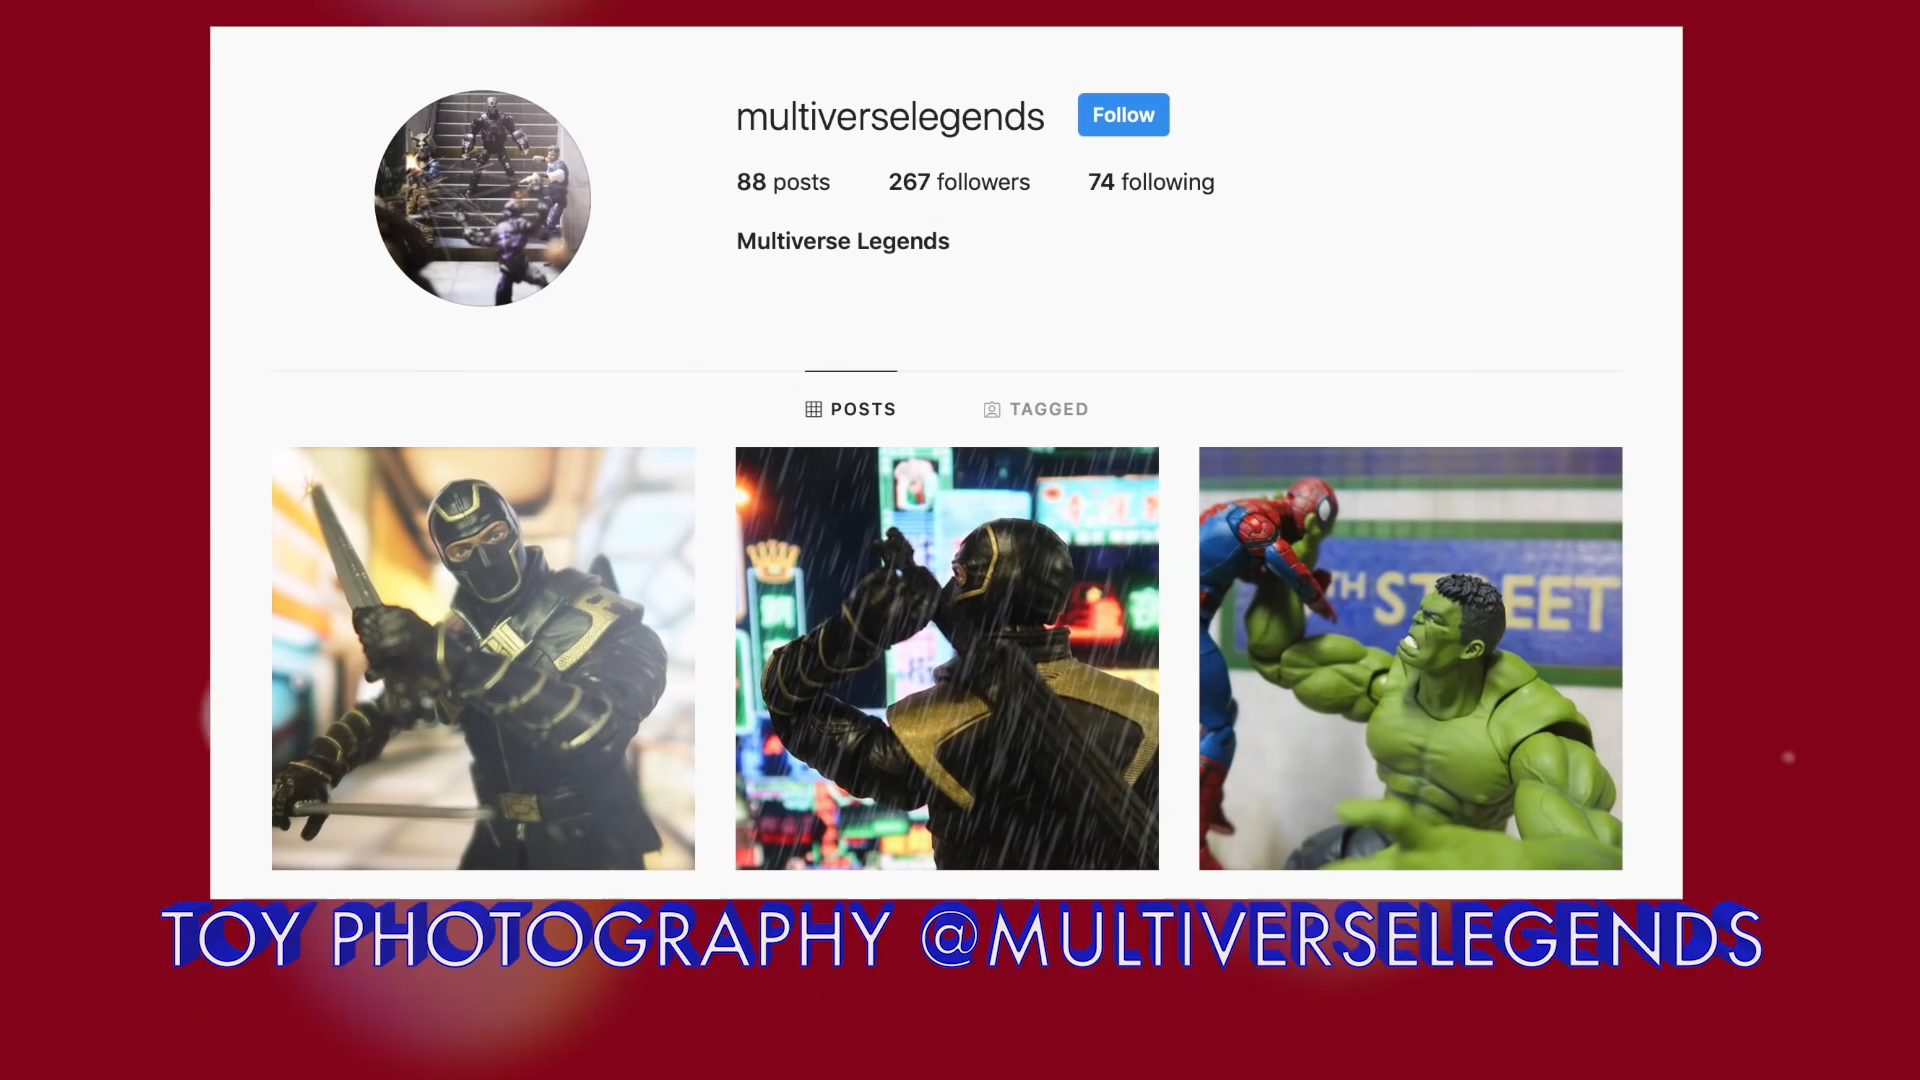 multiverselegends Follow
88 posts 267 followers 74 following
Multiverse Legends
POSTS TAGGED
TH STREET
TOY PHOTOGRAPHY @MULTIVERSELEGENDS